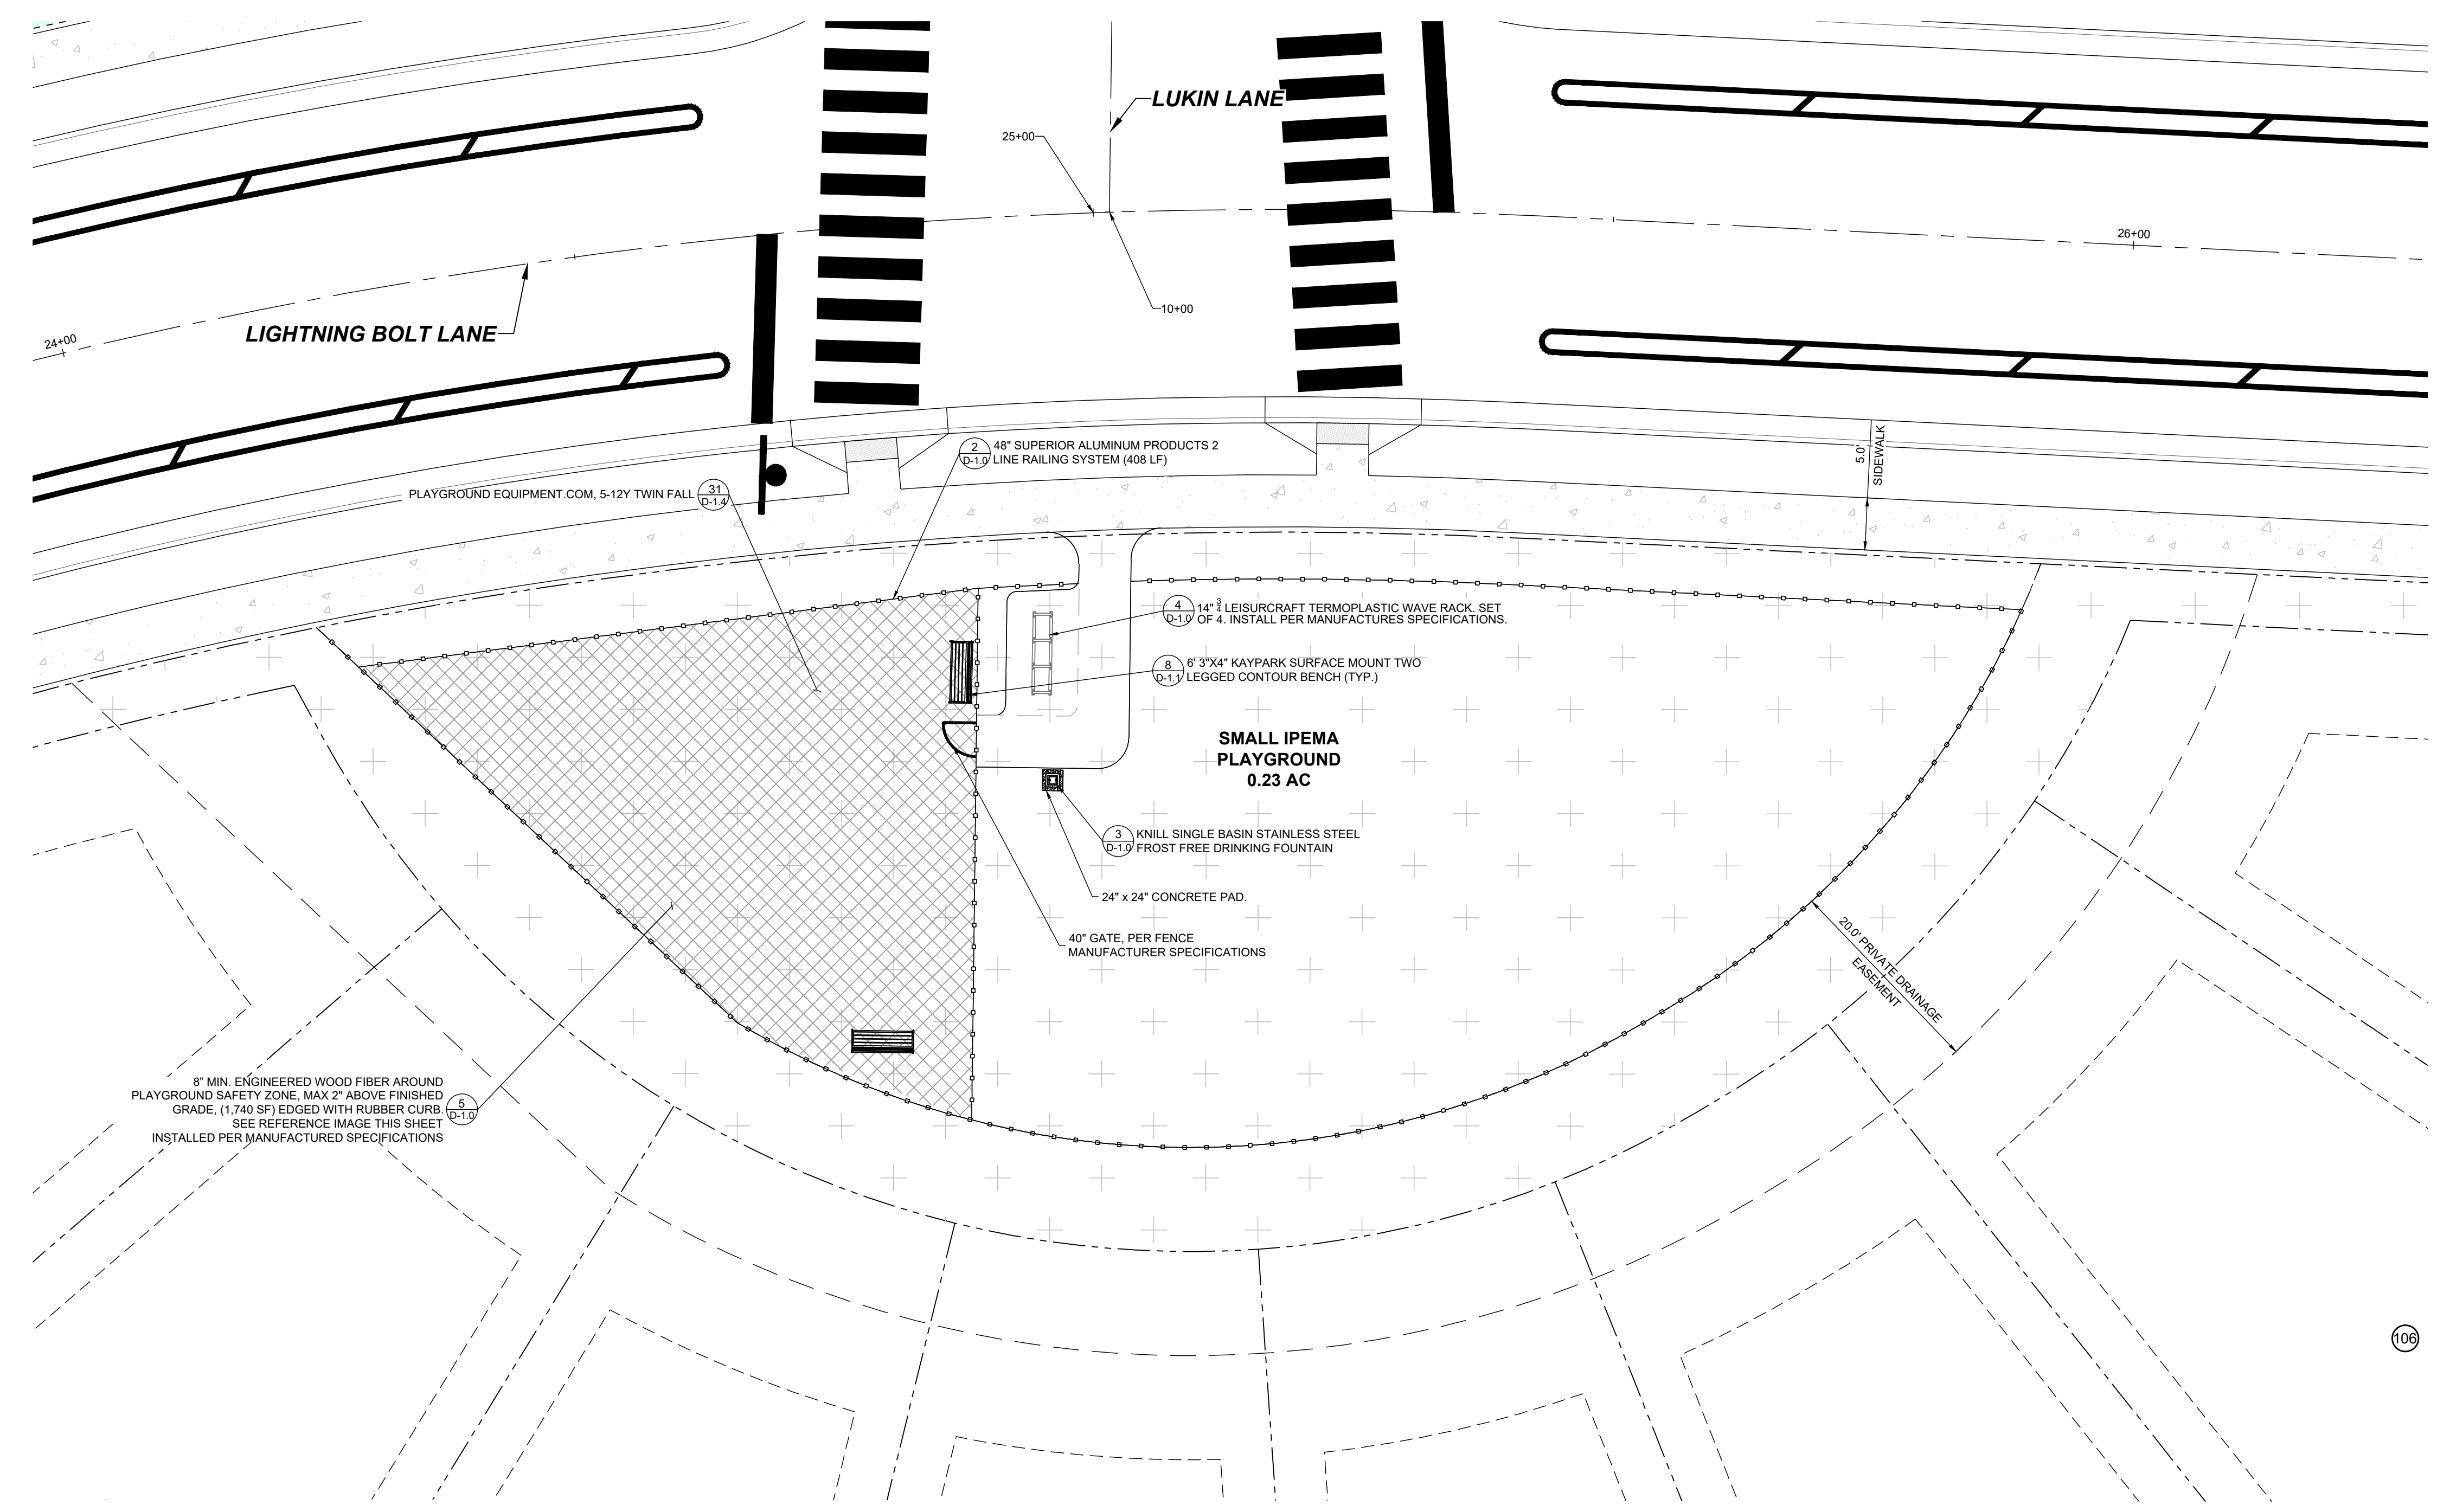 LUKIN LANE
25+00
26+00
10+00
LIGHTNING BOLT LANE
24+00
2
D-1.0
48" SUPERIOR ALUMINUM PRODUCTS 2
LINE RAILING SYSTEM (408 LF)
5.0'
SIDEWALK
PLAYGROUND EQUIPMENT.COM, 5-12Y TWIN FALL
31
D-1.4
4
D-1.0
14" 3/4 LEISURCRAFT TERMOPLASTIC WAVE RACK. SET
OF 4. INSTALL PER MANUFACTURES SPECIFICATIONS.
8
D-1.1
6' 3"X4" KAYPARK SURFACE MOUNT TWO
LEGGED CONTOUR BENCH (TYP.)
SMALL IPEMA
PLAYGROUND
0.23 AC
3
D-1.0
KNILL SINGLE BASIN STAINLESS STEEL
FROST FREE DRINKING FOUNTAIN
24" x 24" CONCRETE PAD.
40" GATE, PER FENCE
MANUFACTURER SPECIFICATIONS
20.0' PRIVATE DRAINAGE
EASEMENT
8" MIN. ENGINEERED WOOD FIBER AROUND
PLAYGROUND SAFETY ZONE, MAX 2" ABOVE FINISHED
GRADE, (1,740 SF) EDGED WITH RUBBER CURB.
SEE REFERENCE IMAGE THIS SHEET
INSTALLED PER MANUFACTURED SPECIFICATIONS
5
D-1.0
106